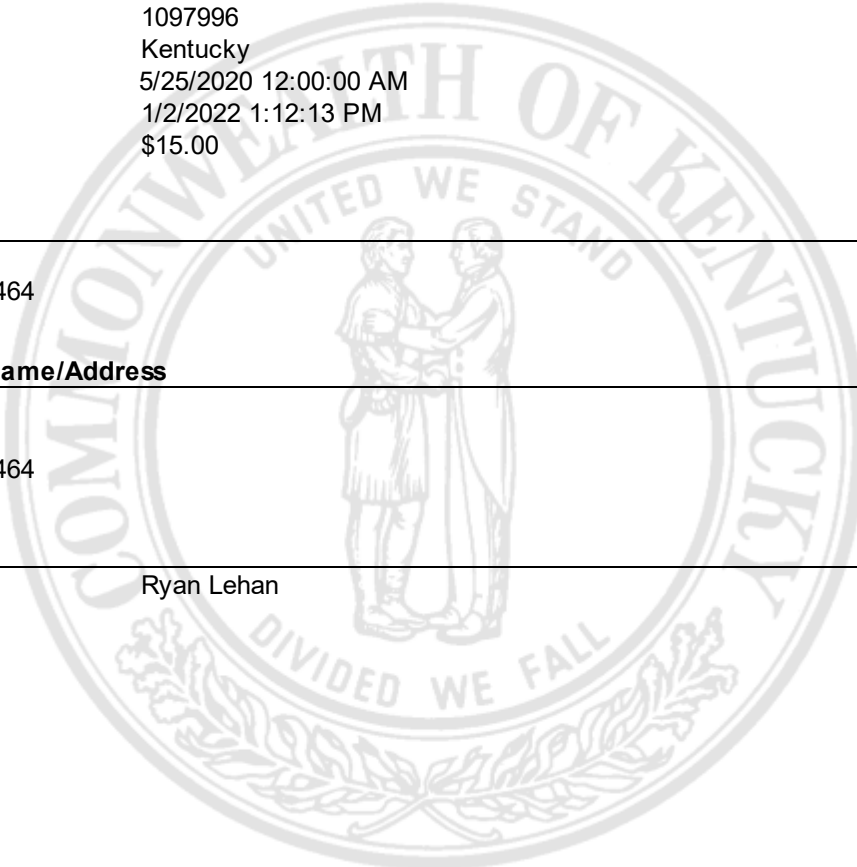 1097996
Kentucky
5/25/2020 12:00:00 AM
1/2/2022 1:12:13 PM
$15.00
COMMONWEALTH OF KENTUCKY
UNITED WE STAND
464
ame/Address
464
Ryan Lehan
DIVIDED WE FALL